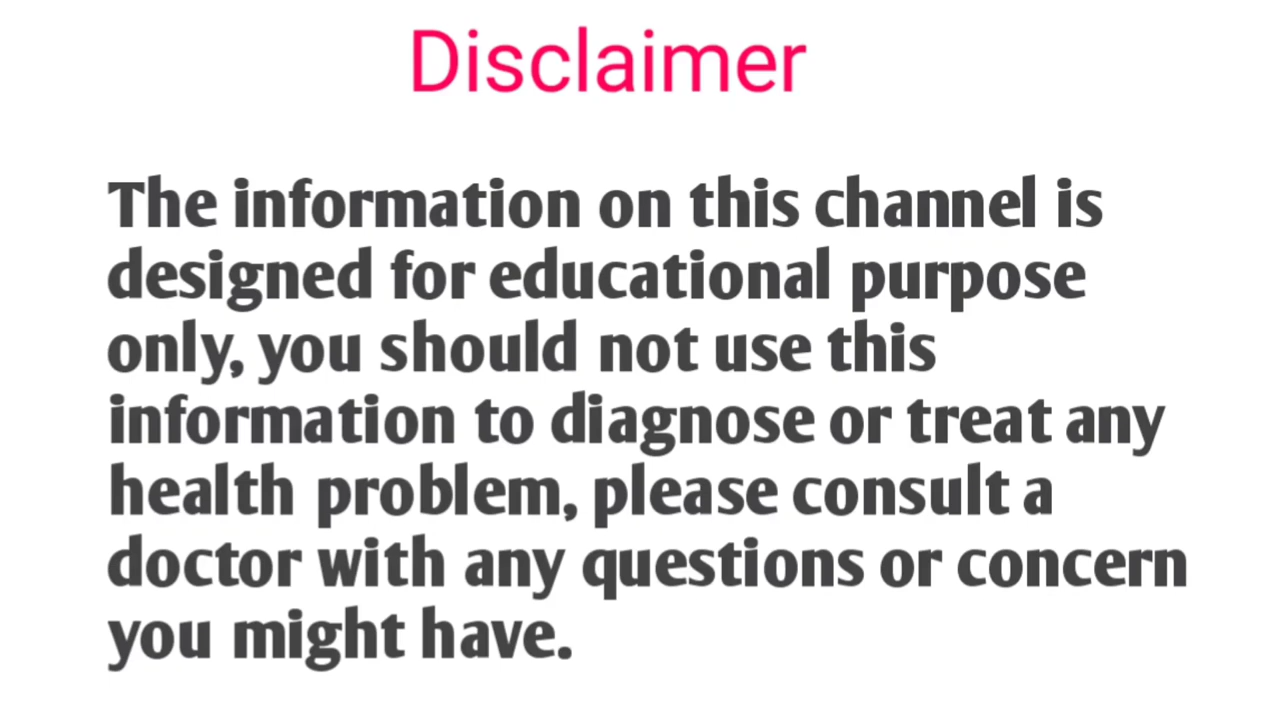 Disclaimer
The information on this channel is
designed for educational purpose
only, you should not use this
information to diagnose or treat any
health problem, please consult a
doctor with any questions or concern
you might have.